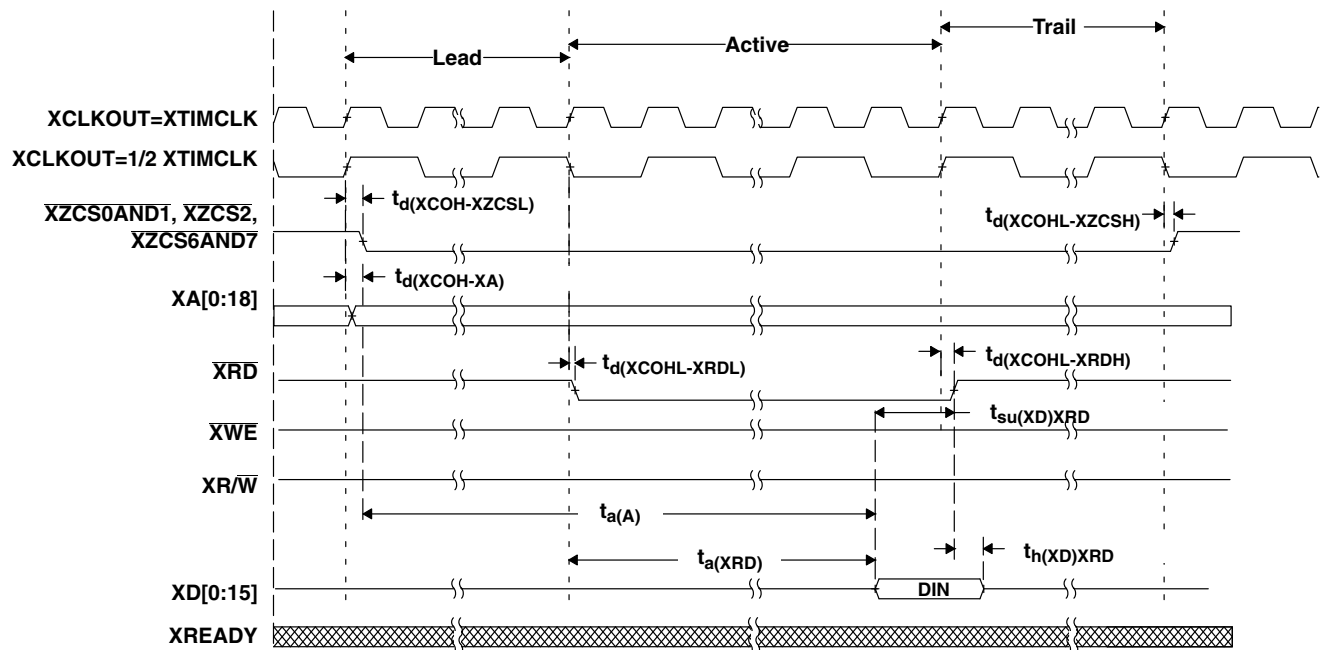 Lead
Active
Trail
XCLKOUT=XTIMCLK
XCLKOUT=1/2 XTIMCLK
td(XCOH-XZCSL)
XZCS0AND1, XZCS2,
XZCS6AND7
td(XCOHL-XZCSH)
td(XCOH-XA)
XA[0:18]
XRD
td(XCOHL-XRDL)
td(XCOHL-XRDH)
tsu(XD)XRD
XWE
XR/W
ta(A)
ta(XRD)
th(XD)XRD
XD[0:15]
DIN
XREADY